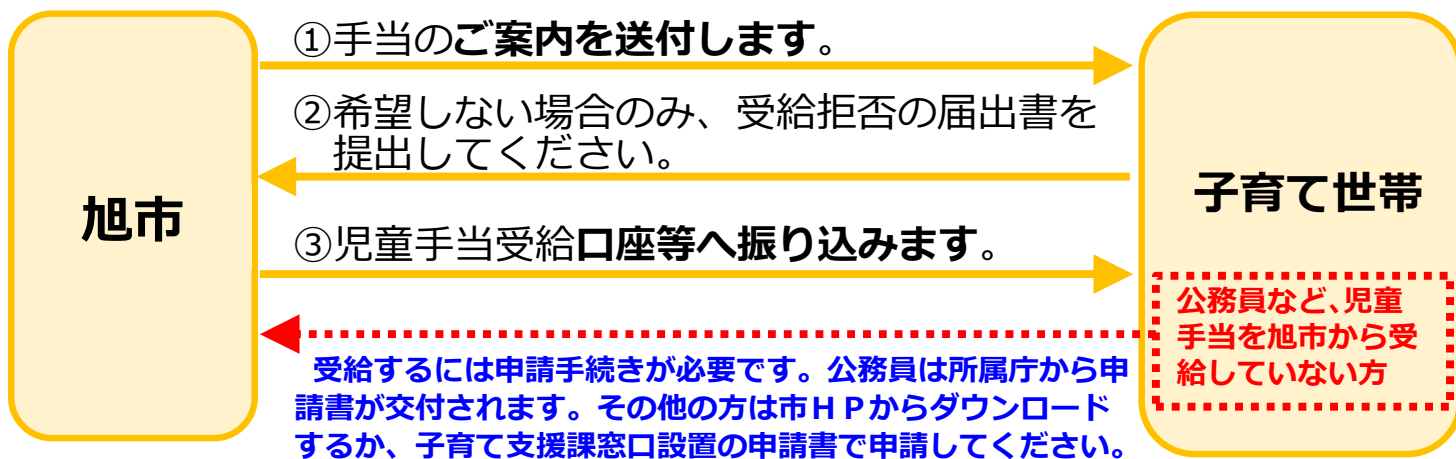 旭市
①手当のご案内を送付します。
②希望しない場合のみ、受給拒否の届出書を
提出してください。
③児童手当受給口座等へ振り込みます。
受給するには申請手続きが必要です。公務員は所属庁から申
請書が交付されます。その他の方は市ＨＰからダウンロード
するか、子育て支援課窓口設置の申請書で申請してください。
子育て世帯
公務員など、児童
手当を旭市から受
給していない方